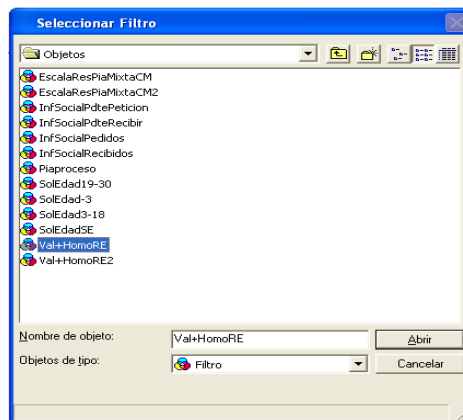 Seleccionar Filtro
Objetos
EscalaResPiaMixtaCM
EscalaResPiaMixtaCM2
InfSocialPdtePeticion
InfSocialPdteRecibir
InfSocialPedidos
InfSocialRecibidos
Piaproceso
SolEdad19-30
SolEdad-3
SolEdad3-18
SolEdadSE
Val+HomoRE
Val+HomoRE2
Nombre de objeto: Val+HomoRE Abrir
Objetos de tipo: Filtro Cancelar